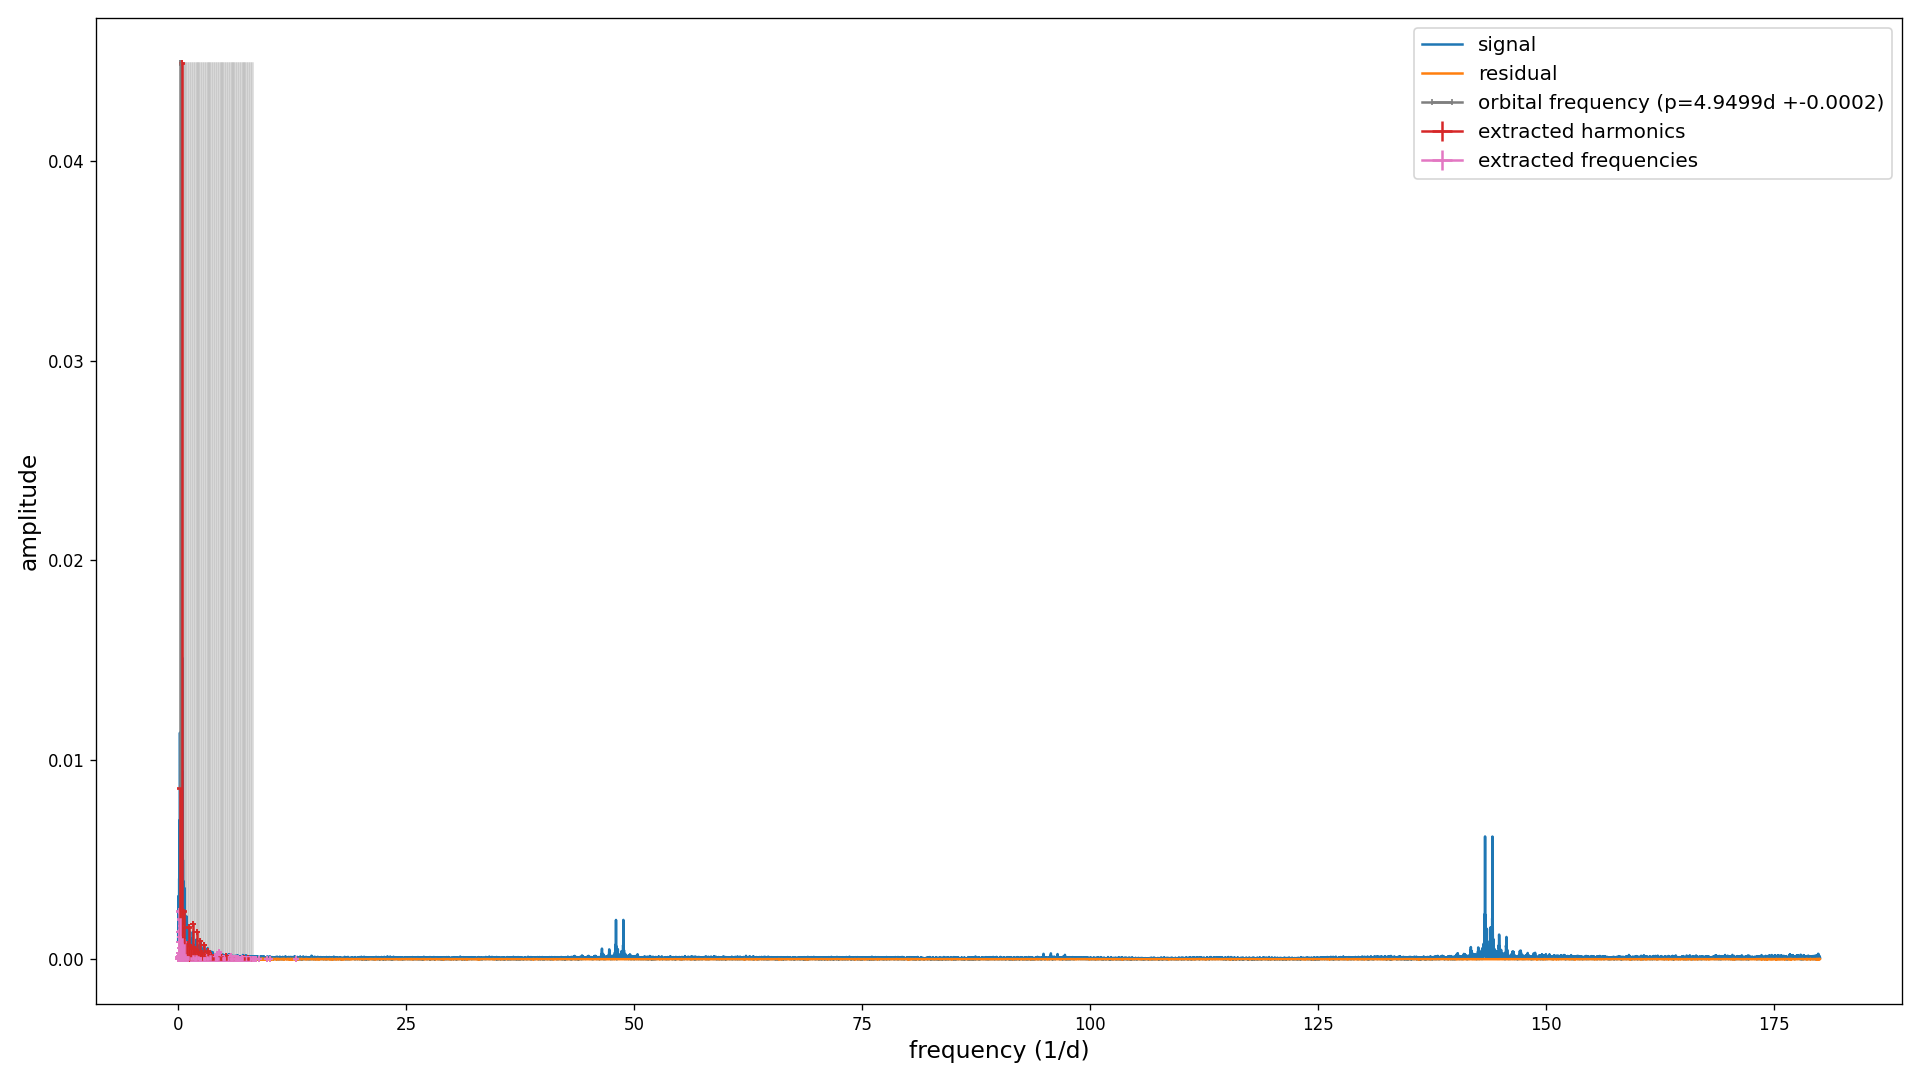 signal
residual
orbital frequency (p=4.9499d +-0.0002)
extracted harmonics
extracted frequencies
amplitude
0.04
0.03
0.02
0.01
0.00
0 25 50 75 100 125 150 175
frequency (1/d)